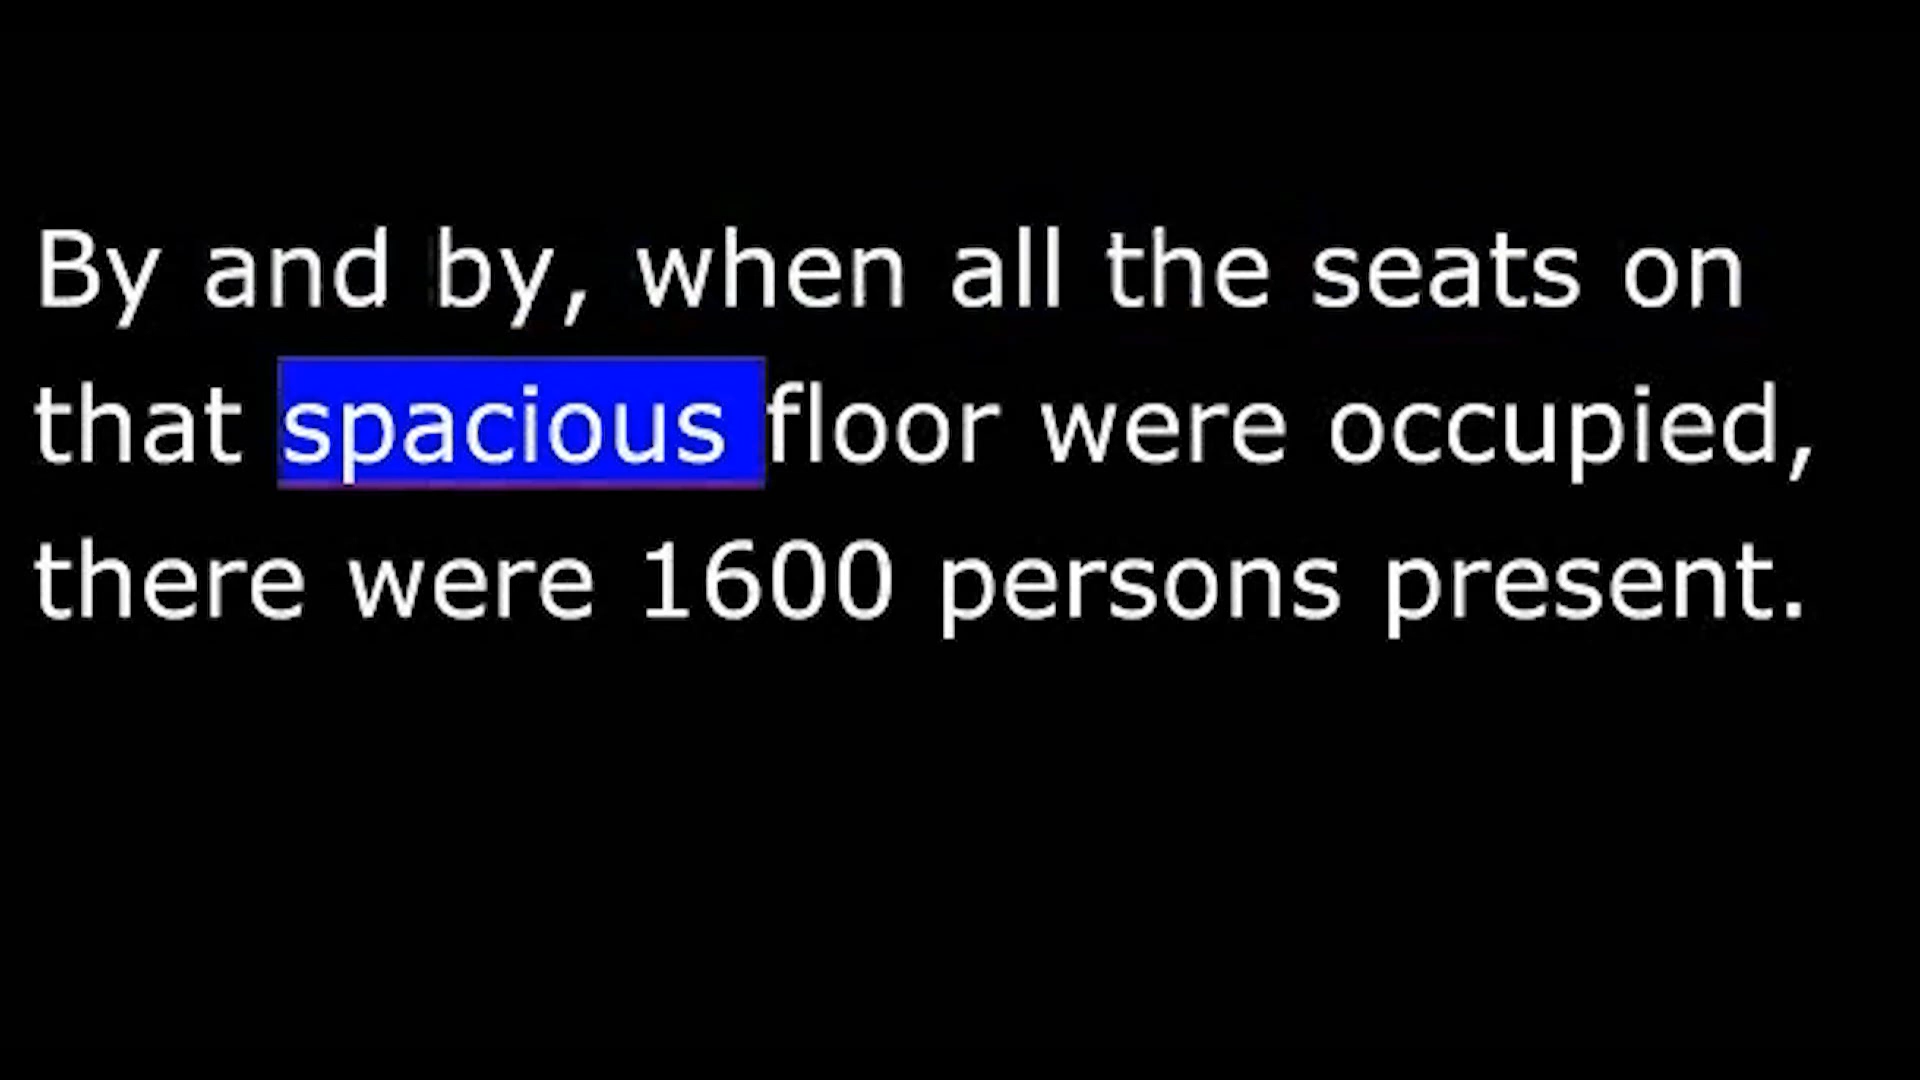 By and by, when all the seats on
that spacious floor were occupied,
there were 1600 persons present.